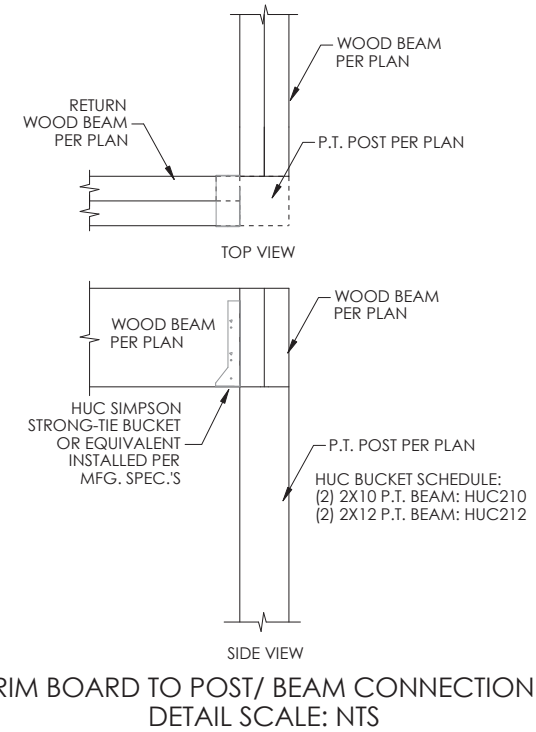 WOOD BEAM
PER PLAN
RETURN
WOOD BEAM
PER PLAN
P.T. POST PER PLAN
TOP VIEW
WOOD BEAM
PER PLAN
WOOD BEAM
PER PLAN
HUC SIMPSON
STRONG-TIE BUCKET
OR EQUIVALENT
INSTALLED PER
MFG. SPEC.'S
P.T. POST PER PLAN
HUC BUCKET SCHEDULE:
(2) 2X10 P.T. BEAM: HUC210
(2) 2X12 P.T. BEAM: HUC212
SIDE VIEW
RIM BOARD TO POST/ BEAM CONNECTION
DETAIL SCALE: NTS